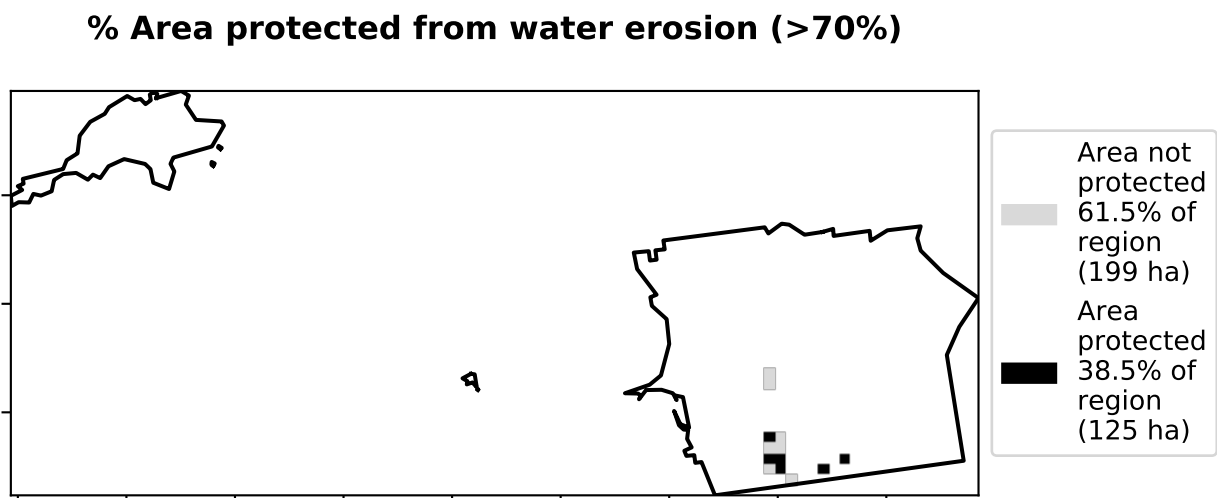 % Area protected from water erosion (>70%)
Area not
protected
61.5% of
region
(199 ha)
Area
protected
38.5% of
region
(125 ha)